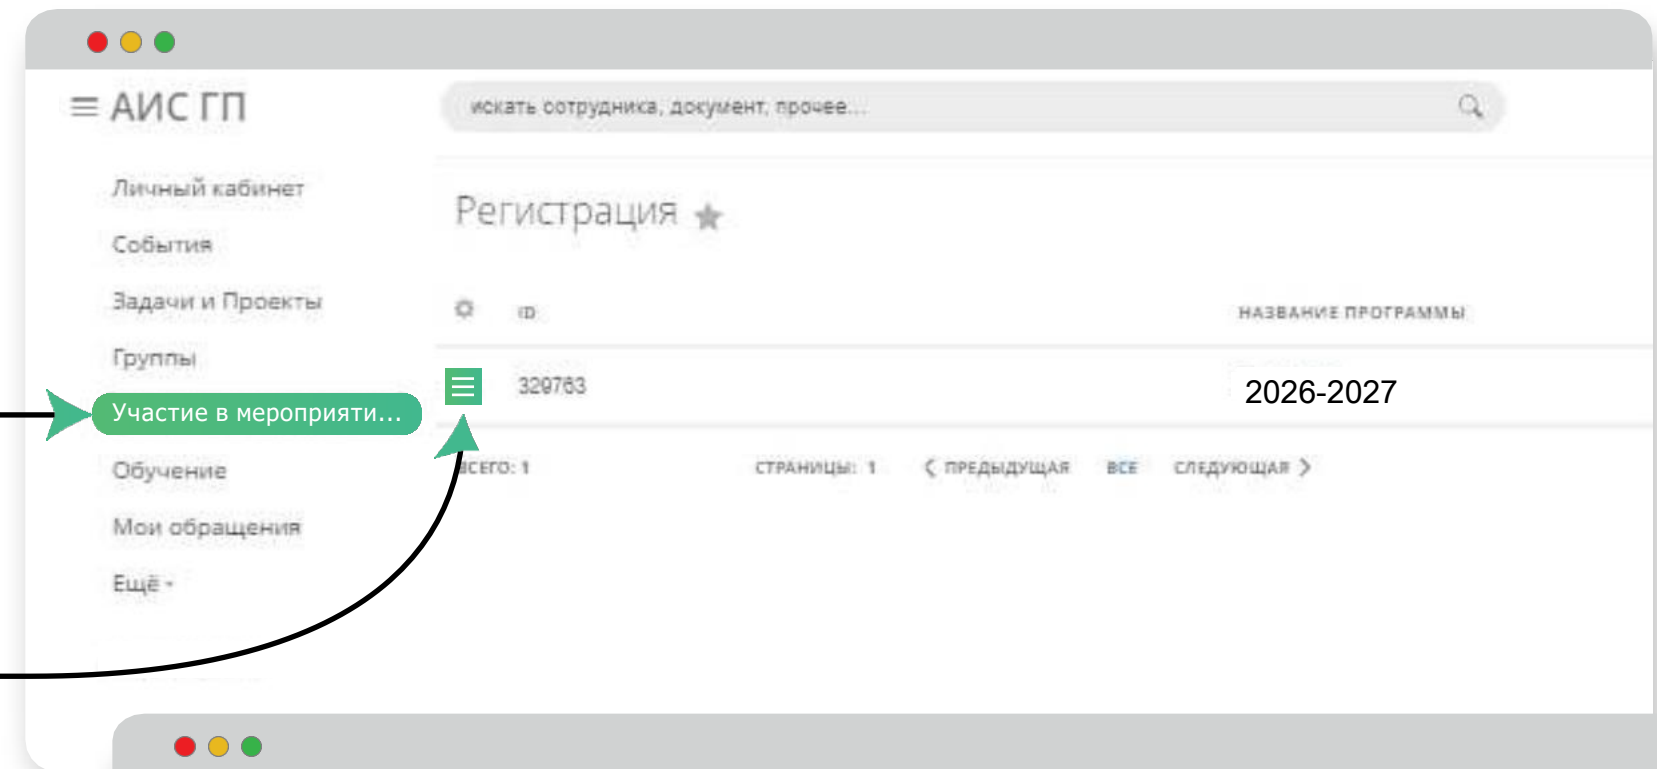 АИС ГП
искать сотрудника, документ, прочее...
Личный кабинет
События
Задачи и Проекты
Группы
Участие в мероприяти...
Обучение
Мои обращения
Ещё
Регистрация
ID НАЗВАНИЕ ПРОГРАММЫ
329763 2026-2027
ВСЕГО: 1 СТРАНИЦЫ: 1 ПРЕДЫДУЩАЯ ВСЕ СЛЕДУЮЩАЯ